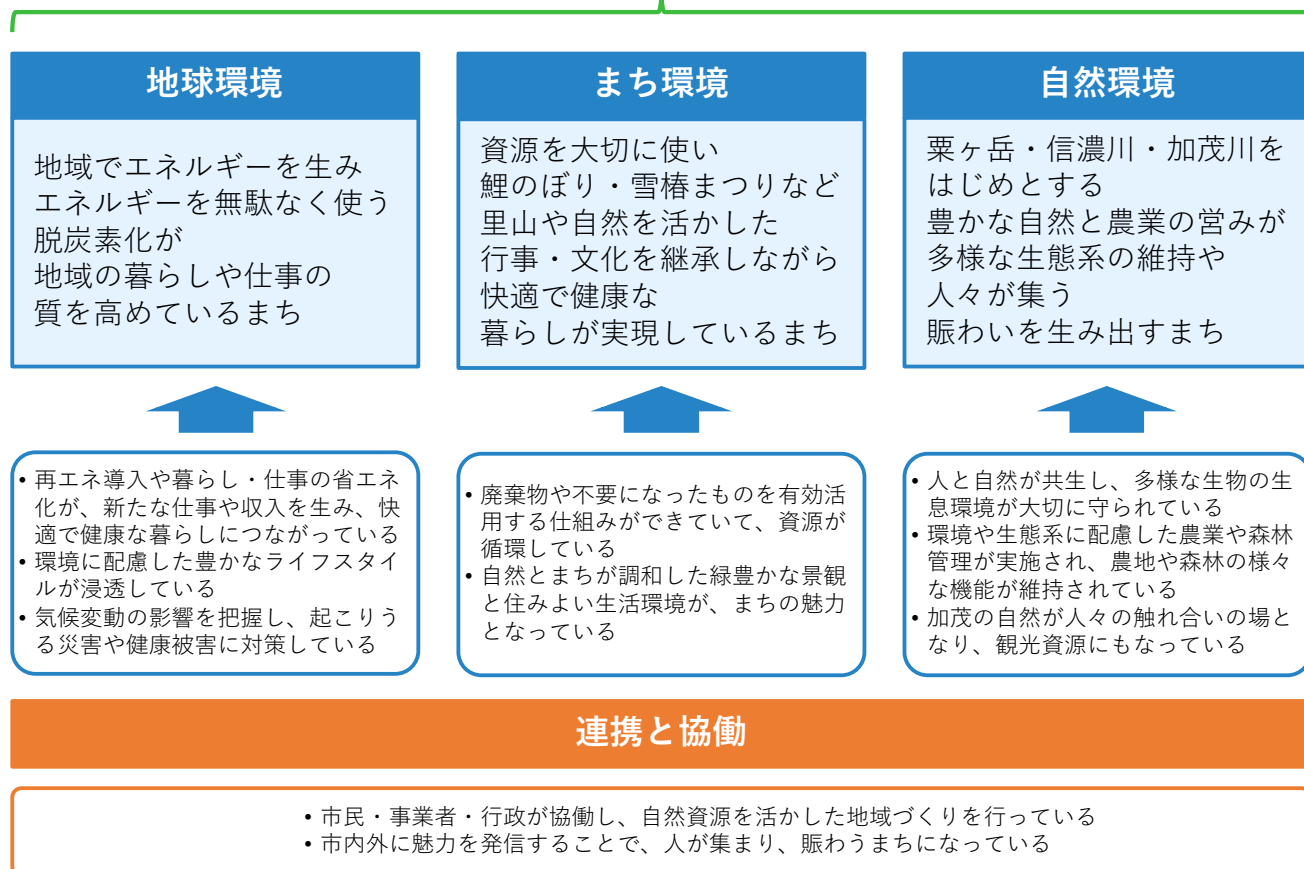 地球環境
地域でエネルギーを生み
エネルギーを無駄なく使う
脱炭素化が
地域の暮らしや仕事の
質を高めているまち
• 再エネ導入や暮らし・仕事の省エネ
化が、新たな仕事や収入を生み、快
適で健康な暮らしにつながっている
• 環境に配慮した豊かなライフスタイ
ルが浸透している
• 気候変動の影響を把握し、起こりう
る災害や健康被害に対策している
まち環境
資源を大切に使い
鯉のぼり・雪椿まつりなど
里山や自然を活かした
行事・文化を継承しながら
快適で健康な
暮らしが実現しているまち
• 廃棄物や不要になったものを有効活
用する仕組みができていて、資源が
循環している
• 自然とまちが調和した緑豊かな景観
と住みよい生活環境が、まちの魅力
となっている
自然環境
粟ヶ岳・信濃川・加茂川を
はじめとする
豊かな自然と農業の営みが
多様な生態系の維持や
人々が集う
賑わいを生み出すまち
• 人と自然が共生し、多様な生物の生
息環境が大切に守られている
• 環境や生態系に配慮した農業や森林
管理が実施され、農地や森林の様々
な機能が維持されている
• 加茂の自然が人々の触れ合いの場と
なり、観光資源にもなっている
連携と協働
• 市民・事業者・行政が協働し、自然資源を活かした地域づくりを行っている
• 市内外に魅力を発信することで、人が集まり、賑わうまちになっている